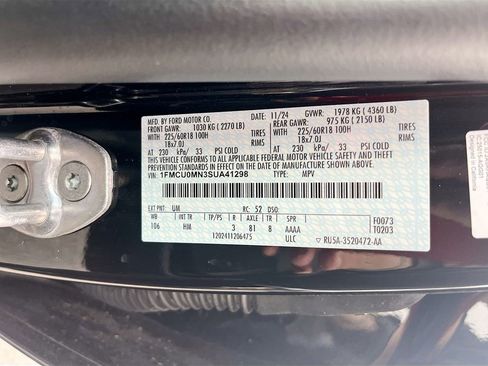 MFD. BY FORD MOTOR CO.
11/24 GVWR: 1978 KG ( 4360 LB)
FRONT GAWR: 1030 KG ( 2270 LB) REAR GAWR: 975 KG ( 2150 LB)
225/60R18 100H TIRES 225/60R18 100H TIRES
18x7.0J RIMS 18x7.0J RIMS
AT 230 kPa/ 33 PSI COLD AT 230 kPa/ 33 PSI COLD
THIS VEHICLE CONFORMS TO ALL APPLICABLE FEDERAL MOTOR VEHICLE
SAFETY AND THEFT PREVENTION STANDARDS IN EFFECT ON THE DATE OF
MANUFACTURE SHOWN ABOVE.
VIN: 1FMCU0MN3SUA41298 TYPE: MPV
EXT PNT: UM RC: 52 DSO:
WB INT TR TP/PS R AXLE TR SPR F0073
106 HM 3 81 8 AAAA T0203
1202411206475 ULC RU5A-3520472-AA